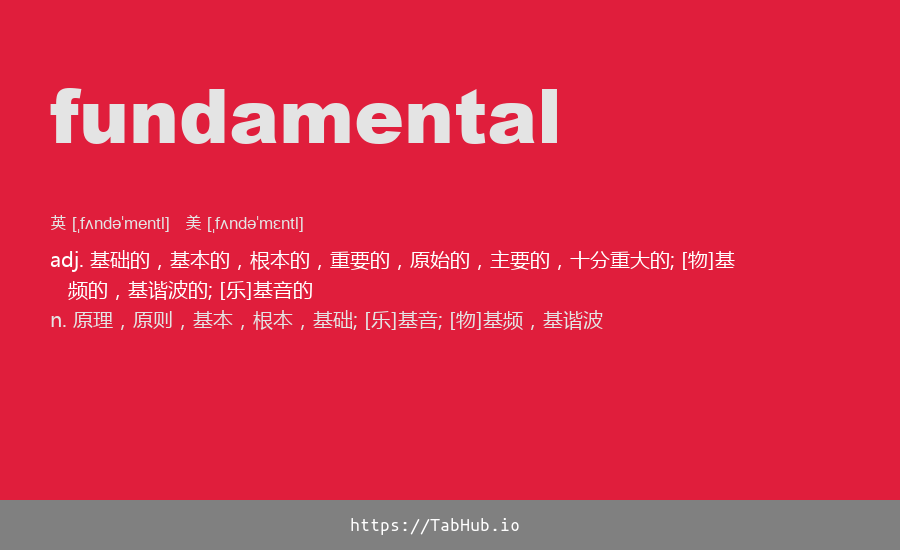 fundamental
英 [ˌfʌndəˈmentl] 美 [ˌfʌndəˈmɛntl]
adj. 基础的，基本的，根本的，重要的，原始的，主要的，十分重大的; [物]基
频的，基谐波的; [乐]基音的
n. 原理，原则，基本，根本，基础; [乐]基音; [物]基频，基谐波
https://TabHub.io